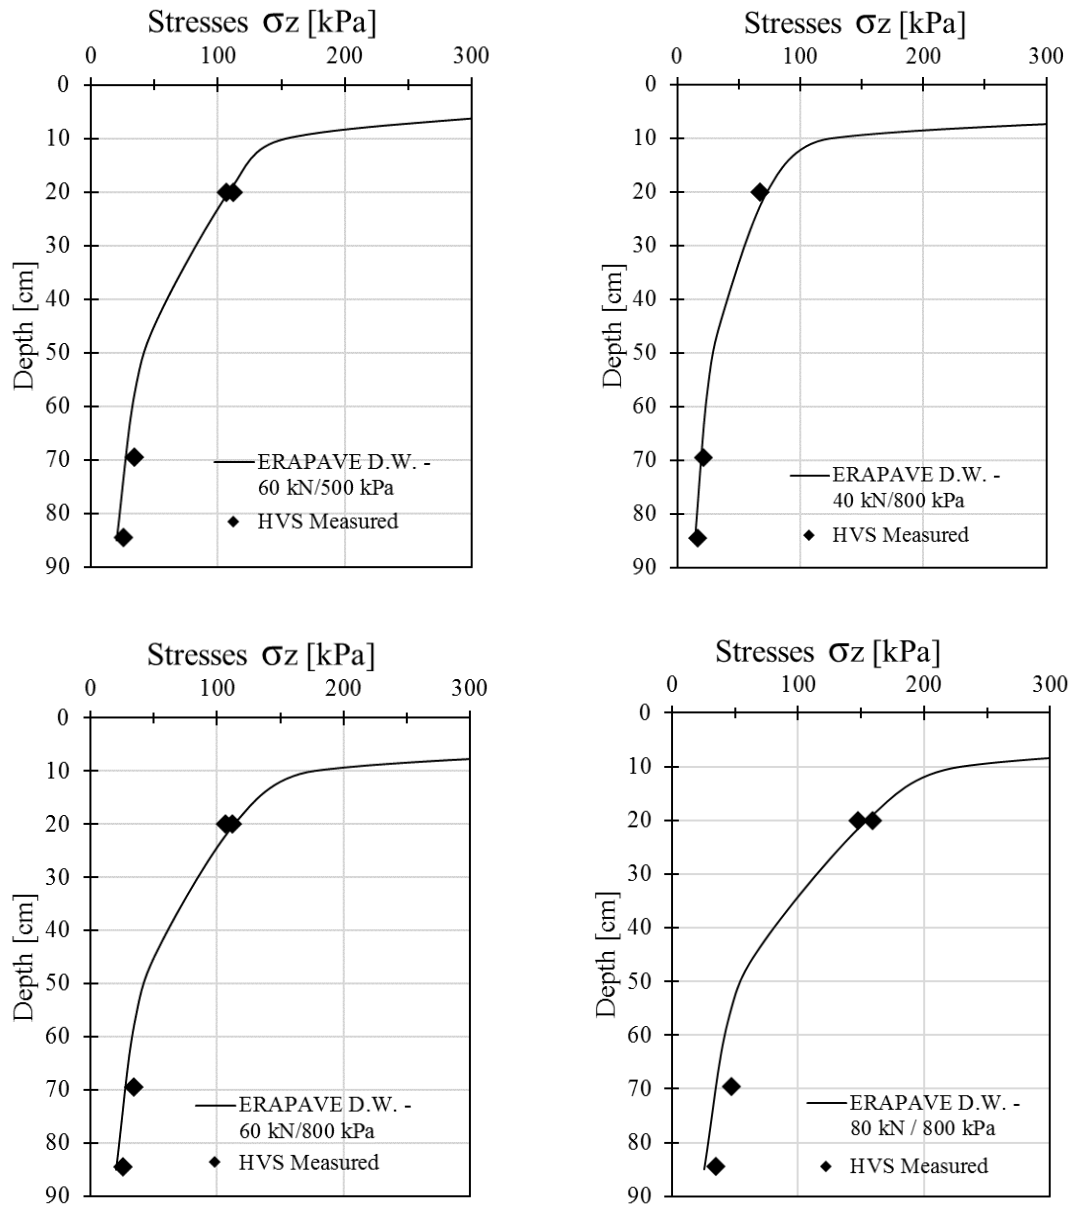 Stresses σz [kPa]
0 100 200 300
0
10
20
30
40
50
60
70
80
90
Depth [cm]
ERAPAVE D.W. -
60 kN/500 kPa
HVS Measured
Stresses σz [kPa]
0 100 200 300
0
10
20
30
40
50
60
70
80
90
Depth [cm]
ERAPAVE D.W. -
40 kN/800 kPa
HVS Measured
Stresses σz [kPa]
0 100 200 300
0
10
20
30
40
50
60
70
80
90
Depth [cm]
ERAPAVE D.W. -
60 kN/800 kPa
HVS Measured
Stresses σz [kPa]
0 100 200 300
0
10
20
30
40
50
60
70
80
90
Depth [cm]
ERAPAVE D.W. -
80 kN / 800 kPa
HVS Measured